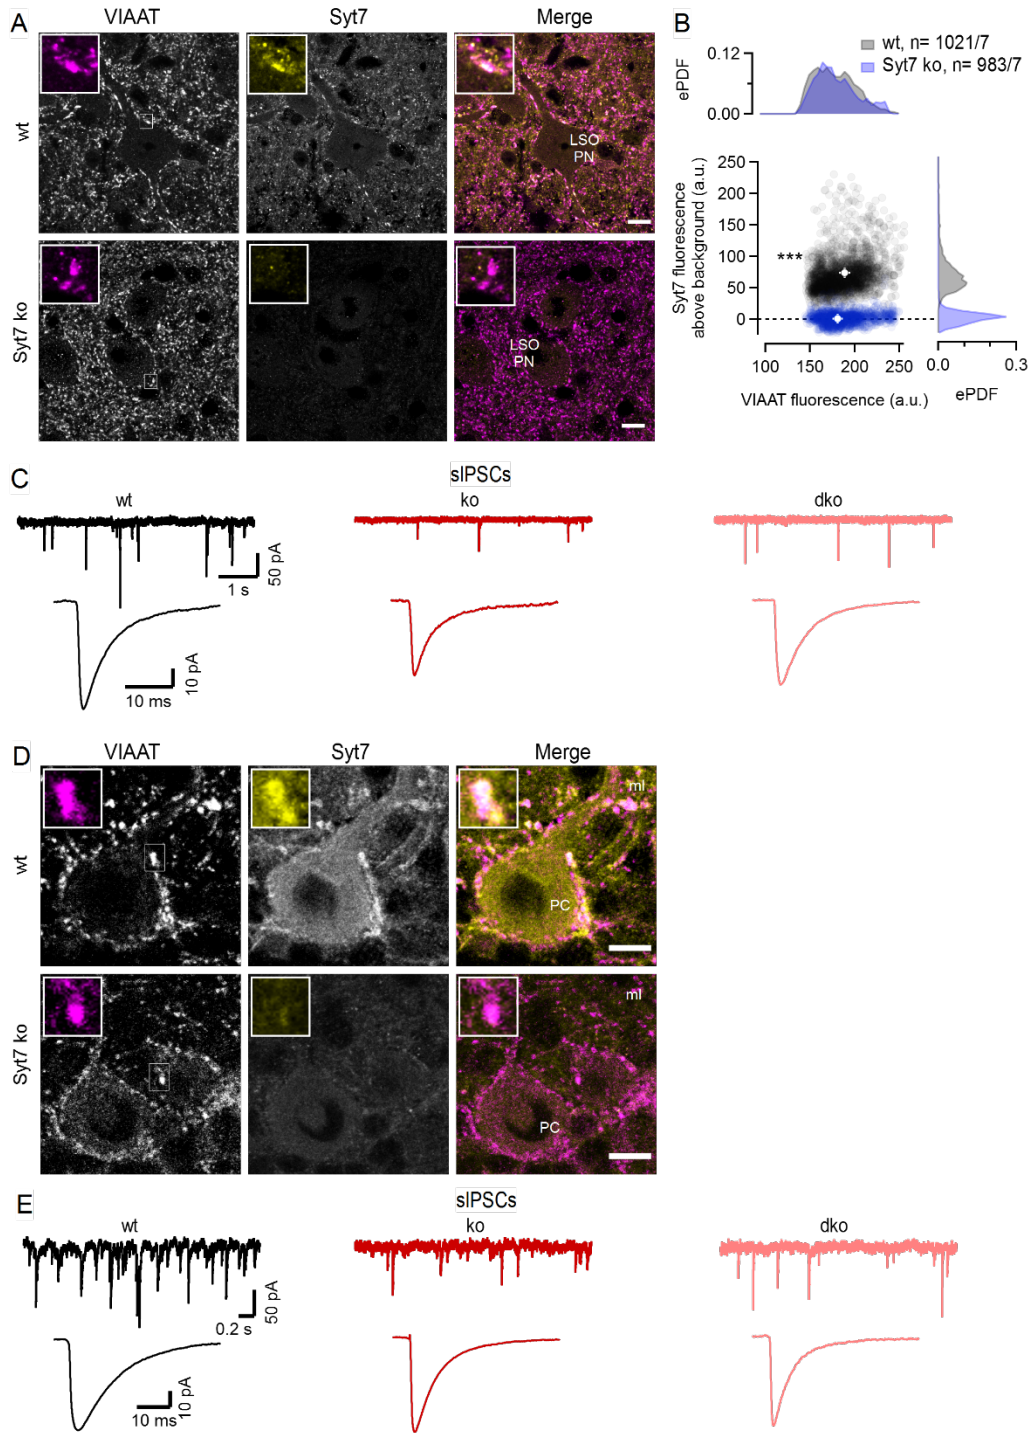 A
VIAAT
Syt7
Merge
wt
LSO
PN
Syt7 ko
LSO
PN
B
wt, n= 1021/7
Syt7 ko, n= 983/7
0.12
0.00
ePDF
250
200
150
100
50
0
Syt7 fluorescence
above background (a.u.)
***
100 150 200 250
VIAAT fluorescence (a.u.)
0.0 0.3
ePDF
C
sIPSCs
wt
ko
dko
50 pA
1 s
10 pA
10 ms
D
VIAAT
Syt7
Merge
wt
ml
PC
Syt7 ko
ml
PC
E
sIPSCs
wt
ko
dko
50 pA
0.2 s
10 pA
10 ms